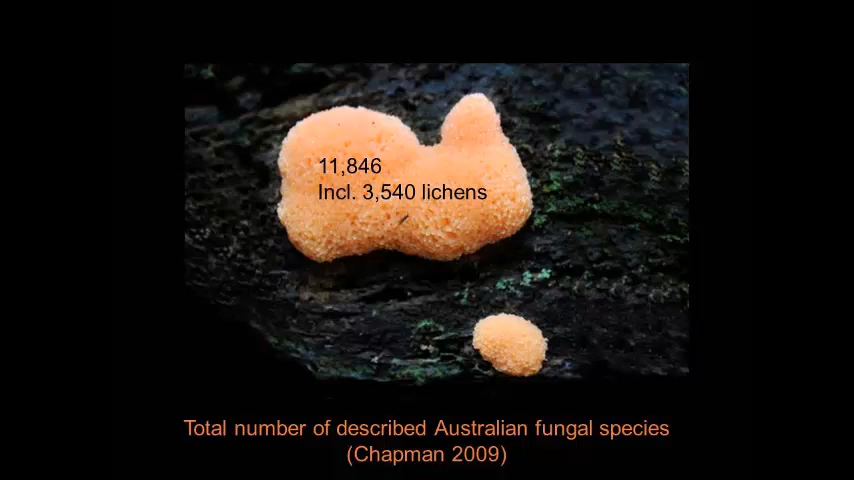 11,846
Incl. 3,540 lichens
Total number of described Australian fungal species
(Chapman 2009)